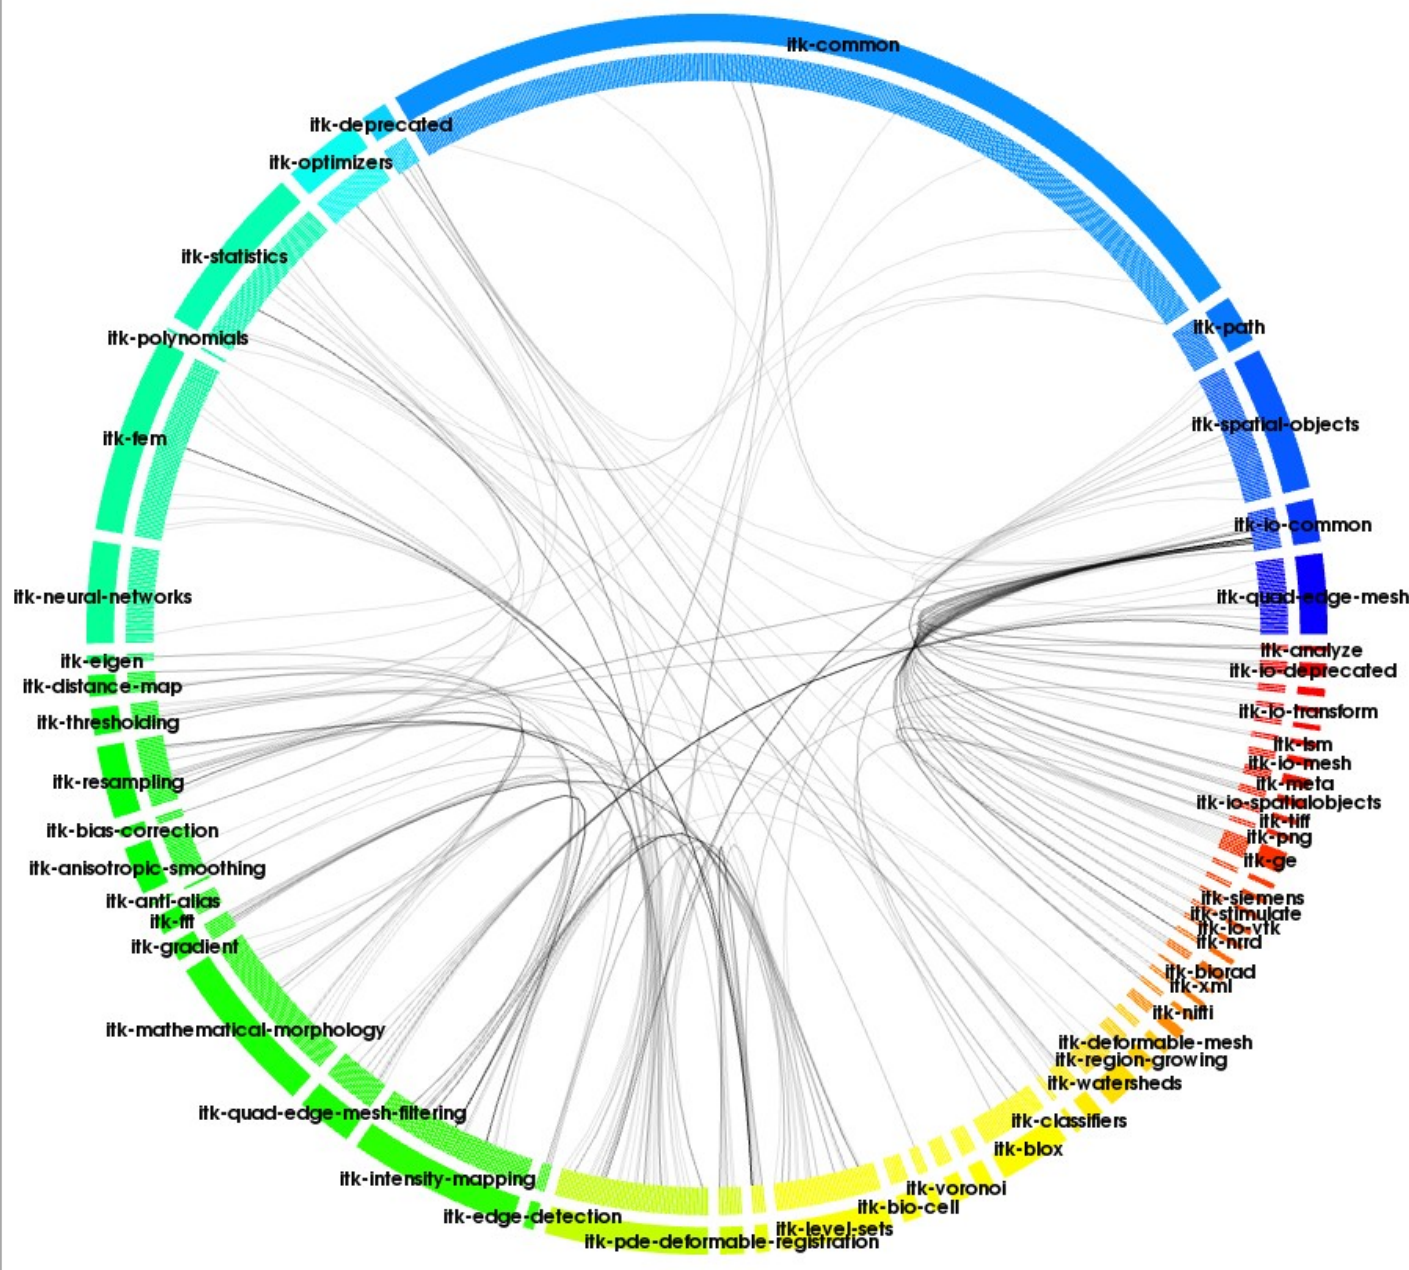 itk-common
itk-deprecated
itk-optimizers
itk-statistics
itk-path
itk-polynomials
itk-spatial-objects
itk-fem
itk-io-common
itk-neural-networks
itk-quad-edge-mesh
itk-analyze
itk-eigen
itk-io-deprecated
itk-distance-map
itk-io-transform
itk-thresholding
itk-lsm
itk-io-mesh
itk-resampling
itk-meta
itk-io-spatialobjects
itk-tiff
itk-bias-correction
itk-png
itk-ge
itk-anisotropic-smoothing
itk-siemens
itk-anti-alias
itk-stimulate
itk-fft
itk-io-vtk
itk-nrrd
itk-gradient
itk-biorad
itk-xml
itk-nifti
itk-mathematical-morphology
itk-deformable-mesh
itk-region-growing
itk-watersheds
itk-quad-edge-mesh-filtering
itk-classifiers
itk-blox
itk-intensity-mapping
itk-voronoi
itk-bio-cell
itk-edge-detection
itk-level-sets
itk-pde-deformable-registration